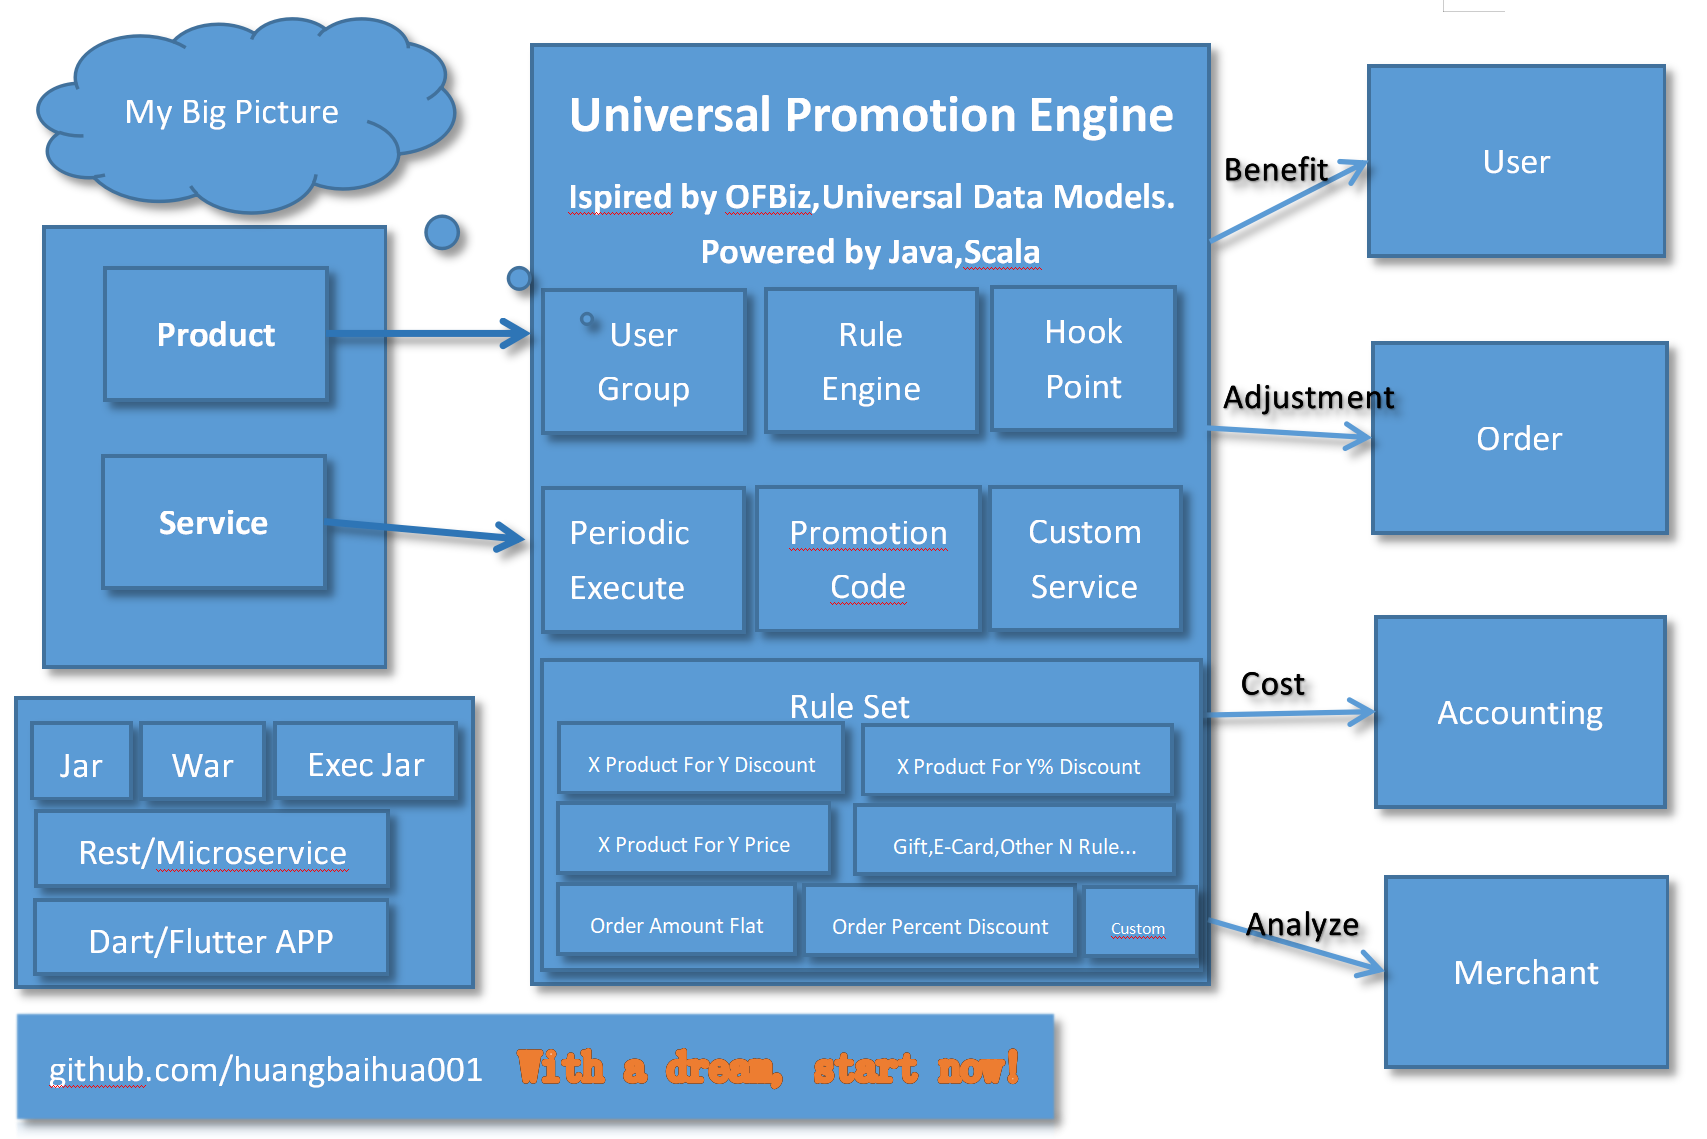 My Big Picture
Universal Promotion Engine
Ispired by OFBiz,Universal Data Models.
Powered by Java,Scala
Product
Service
User
Group
Rule
Engine
Hook
Point
Periodic
Execute
Promotion
Code
Custom
Service
Rule Set
X Product For Y Discount
X Product For Y% Discount
X Product For Y Price
Gift,E-Card,Other N Rule...
Order Amount Flat
Order Percent Discount
Custom
Benefit
User
Adjustment
Order
Cost
Accounting
Analyze
Merchant
Jar
War
Exec Jar
Rest/Microservice
Dart/Flutter APP
github.com/huangbaihua001
With a dream, start now!